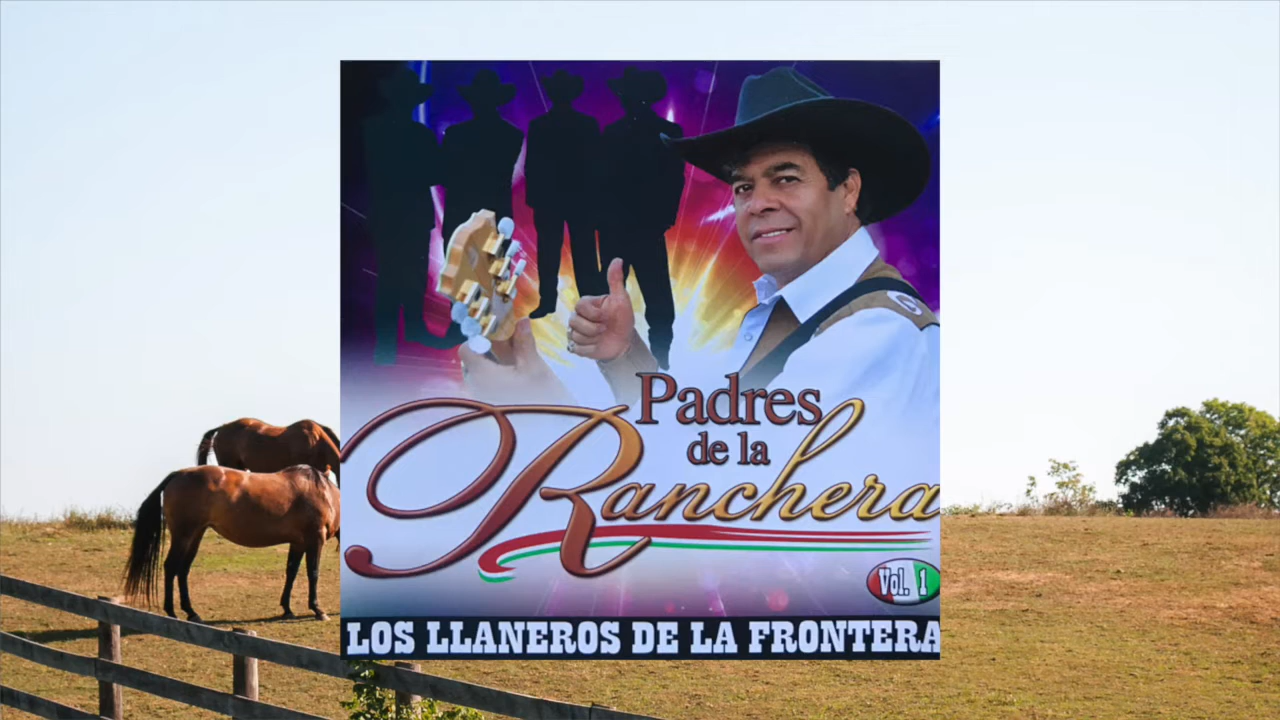 Padres
de la
Ranchera
Vol. 1
LOS LLANEROS DE LA FRONTERA